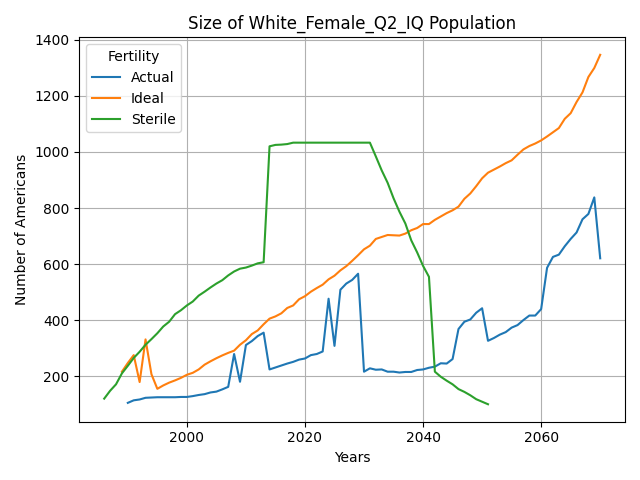 Size of White_Female_Q2_IQ Population
Number of Americans
1400
1200
1000
800
600
400
200
Fertility
Actual
Ideal
Sterile
2000
2020
2040
2060
Years